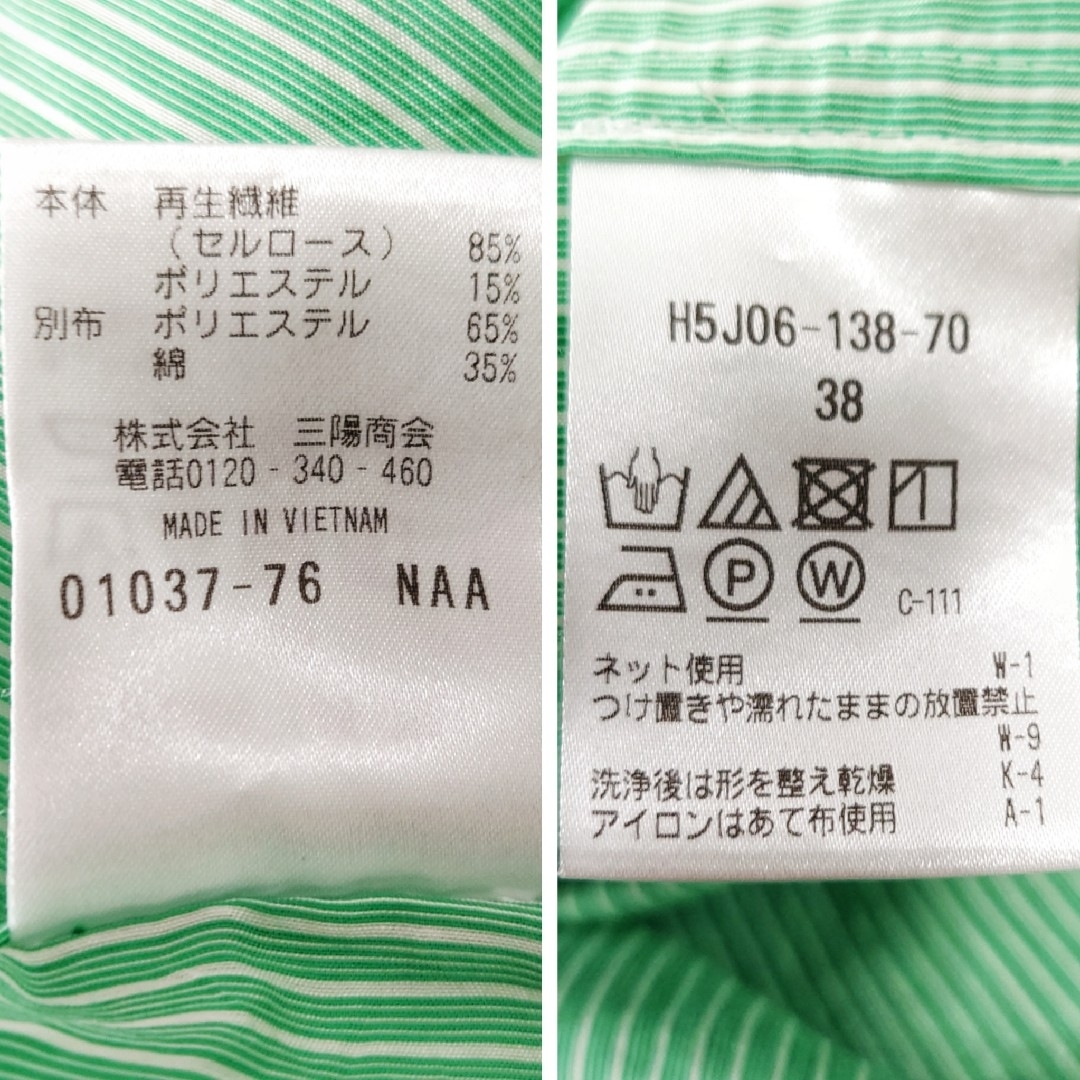 本体 再生繊維
(セルロース) 85%
ポリエステル 15%
別布 ポリエステル 65%
綿 35%
株式会社 三陽商会
電話0120-340-460
MADE IN VIETNAM
01037-76 NAA
H5J06-138-70
38
P W C-111
ネット使用 W-1
つけ置きや濡れたままの放置禁止
W-9
洗浄後は形を整え乾燥 K-4
アイロンはあて布使用 A-1